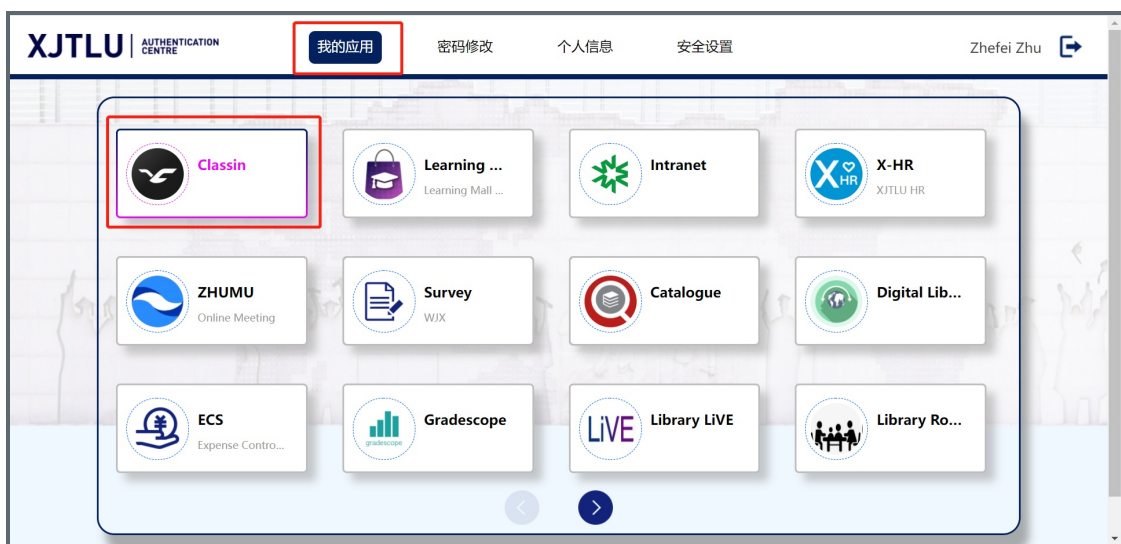 XJTLU AUTHENTICATION CENTRE
我的应用
密码修改
个人信息
安全设置
Zhefei Zhu
Classin
Learning ...
Learning Mall ...
Intranet
X-HR
XJTLU HR
X HR
ZHUMU
Online Meeting
Survey
WJX
Catalogue
Digital Lib...
ECS
Expense Contro...
Gradescope
gradescope
Library LiVE
LiVE
Library Ro...